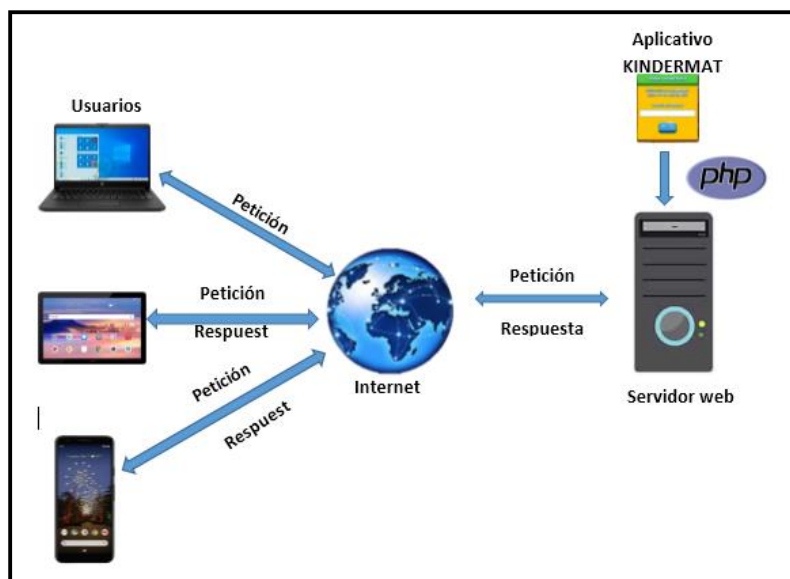 Aplicativo
KINDERMAT
Usuarios
php
Petición
Petición
Respuest
Petición
Respuesta
Petición
Respuest
Internet
Servidor web